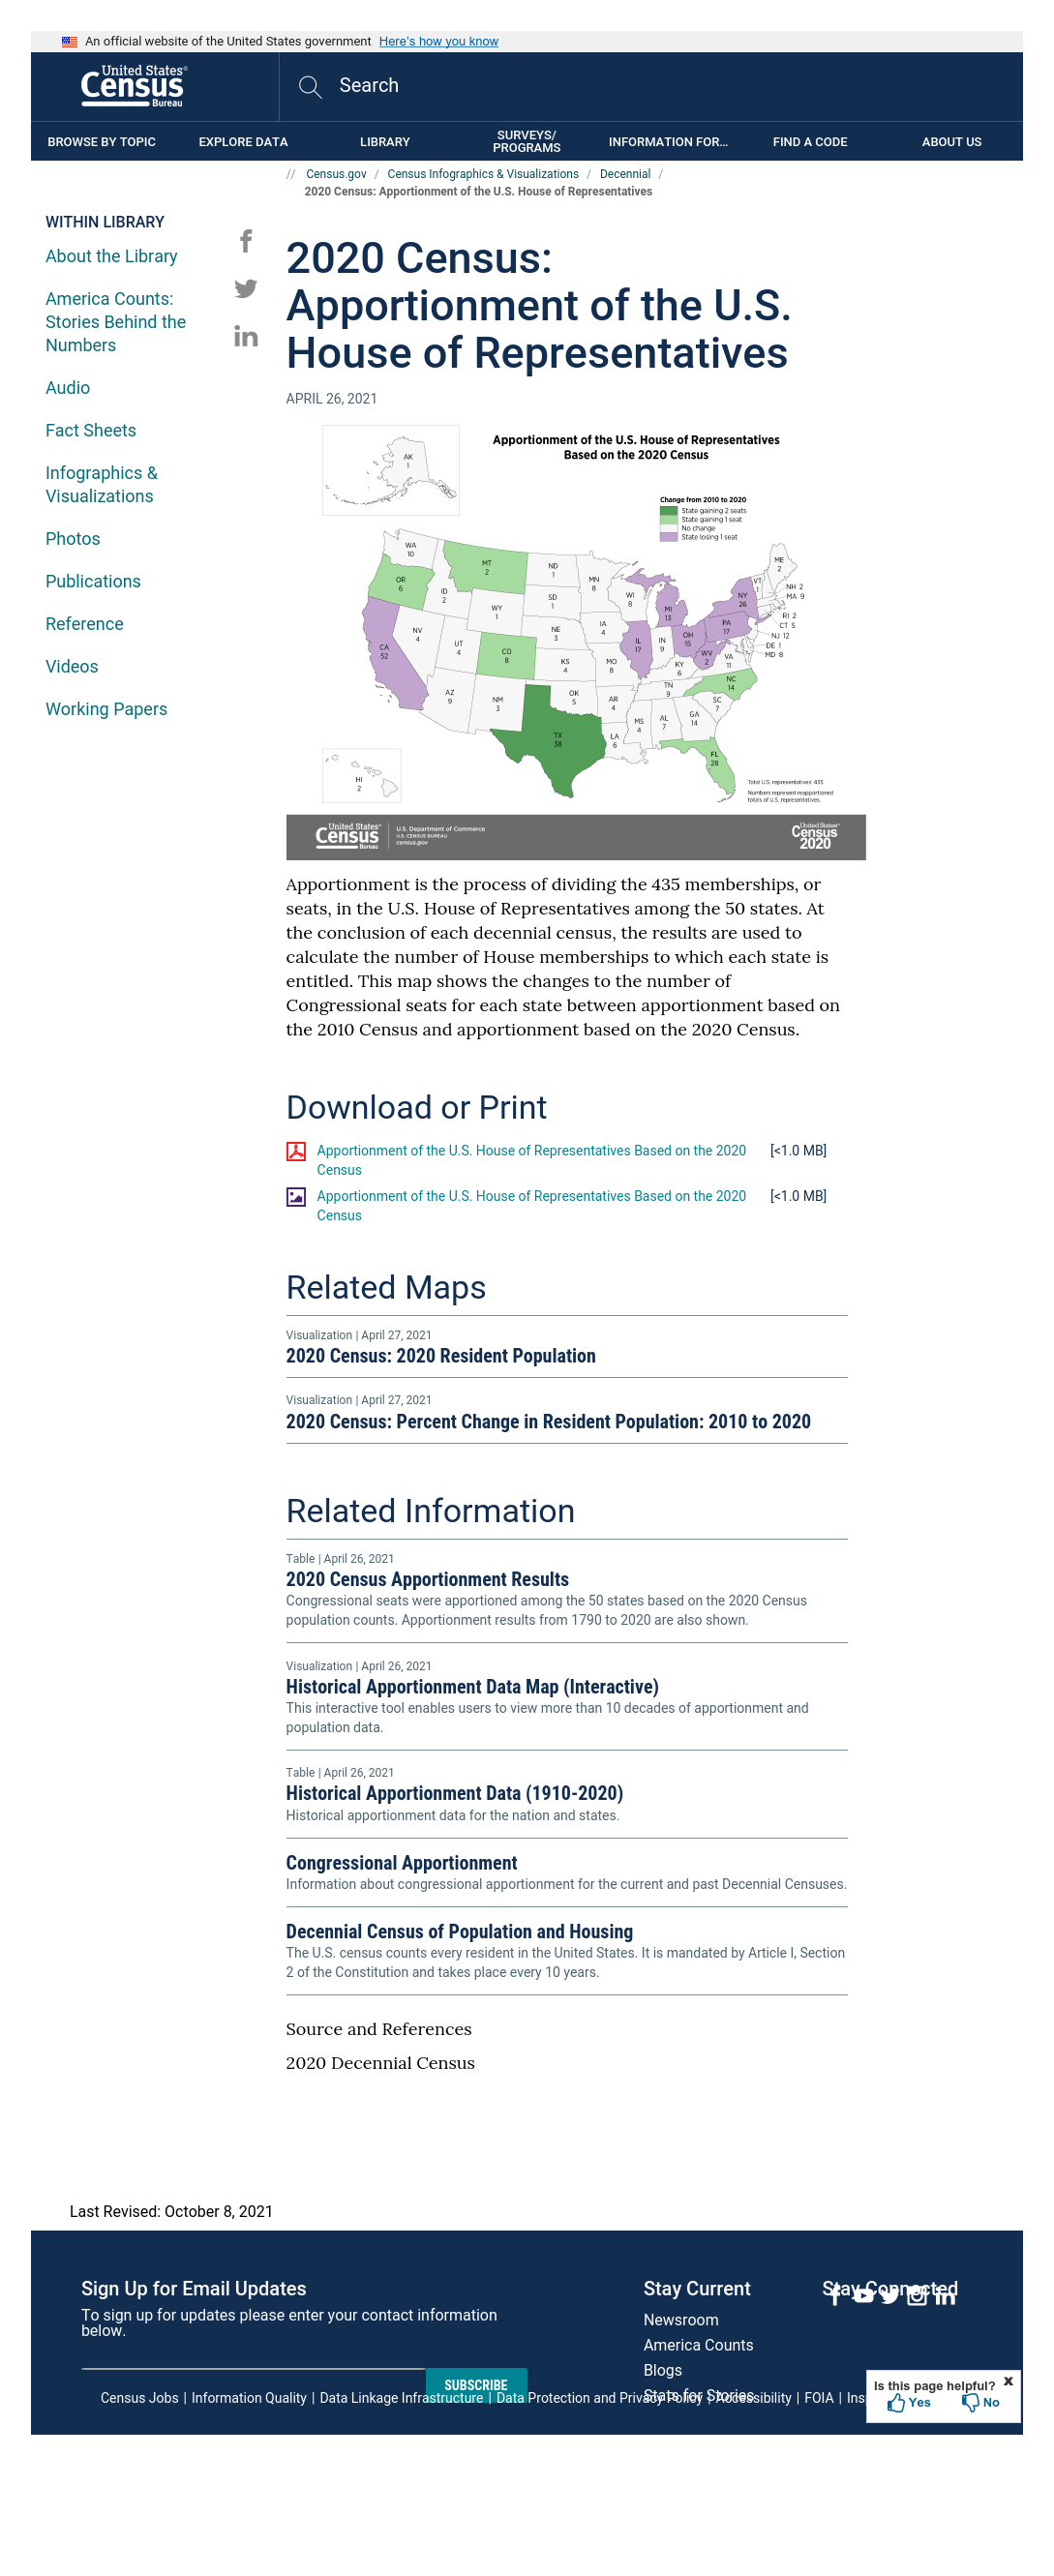 An official website of the United States government Here's how you know
United States®
Census
Bureau
Search
BROWSE BY TOPIC EXPLORE DATA LIBRARY SURVEYS/ PROGRAMS INFORMATION FOR... FIND A CODE ABOUT US
// Census.gov / Census Infographics & Visualizations / Decennial /
2020 Census: Apportionment of the U.S. House of Representatives
WITHIN LIBRARY
About the Library
America Counts:
Stories Behind the
Numbers
Audio
Fact Sheets
Infographics &
Visualizations
Photos
Publications
Reference
Videos
Working Papers
2020 Census:
Apportionment of the U.S.
House of Representatives
APRIL 26, 2021
Apportionment of the U.S. House of Representatives
Based on the 2020 Census
Change from 2010 to 2020
State gaining 2 seats
State gaining 1 seat
No change
State losing 1 seat
AK
1
WA
10
OR
6
MT
2
ID
2
ND
1
MN
8
SD
1
WI
8
WY
1
NV
4
UT
4
CA
52
CO
8
NE
3
IA
4
KS
4
MO
8
IL
17
IN
9
MI
13
OH
15
PA
17
NY
26
VT
1
ME
2
NH 2
MA 9
RI 2
CT 5
NJ 12
DE 1
MD 8
WV
2
VA
11
KY
6
NC
14
TN
9
SC
7
AZ
9
NM
3
OK
5
AR
4
MS
4
AL
7
GA
14
LA
6
TX
38
FL
28
HI
2
Total U.S. representatives: 435
Numbers represent reapportioned
totals of U.S. representatives.
United States®
Census
Bureau
U.S. Department of Commerce
U.S. CENSUS BUREAU
census.gov
United States®
Census
2020
Apportionment is the process of dividing the 435 memberships, or
seats, in the U.S. House of Representatives among the 50 states. At
the conclusion of each decennial census, the results are used to
calculate the number of House memberships to which each state is
entitled. This map shows the changes to the number of
Congressional seats for each state between apportionment based on
the 2010 Census and apportionment based on the 2020 Census.
Download or Print
Apportionment of the U.S. House of Representatives Based on the 2020 [<1.0 MB]
Census
Apportionment of the U.S. House of Representatives Based on the 2020 [<1.0 MB]
Census
Related Maps
Visualization | April 27, 2021
2020 Census: 2020 Resident Population
Visualization | April 27, 2021
2020 Census: Percent Change in Resident Population: 2010 to 2020
Related Information
Table | April 26, 2021
2020 Census Apportionment Results
Congressional seats were apportioned among the 50 states based on the 2020 Census
population counts. Apportionment results from 1790 to 2020 are also shown.
Visualization | April 26, 2021
Historical Apportionment Data Map (Interactive)
This interactive tool enables users to view more than 10 decades of apportionment and
population data.
Table | April 26, 2021
Historical Apportionment Data (1910-2020)
Historical apportionment data for the nation and states.
Congressional Apportionment
Information about congressional apportionment for the current and past Decennial Censuses.
Decennial Census of Population and Housing
The U.S. census counts every resident in the United States. It is mandated by Article I, Section
2 of the Constitution and takes place every 10 years.
Source and References
2020 Decennial Census
Last Revised: October 8, 2021
Sign Up for Email Updates
To sign up for updates please enter your contact information
below.
SUBSCRIBE
Stay Current
Newsroom
America Counts
Blogs
Stats for Stories
Stay Connected
Census Jobs | Information Quality | Data Linkage Infrastructure | Data Protection and Privacy Policy | Accessibility | FOIA |
Is this page helpful? x
Yes No